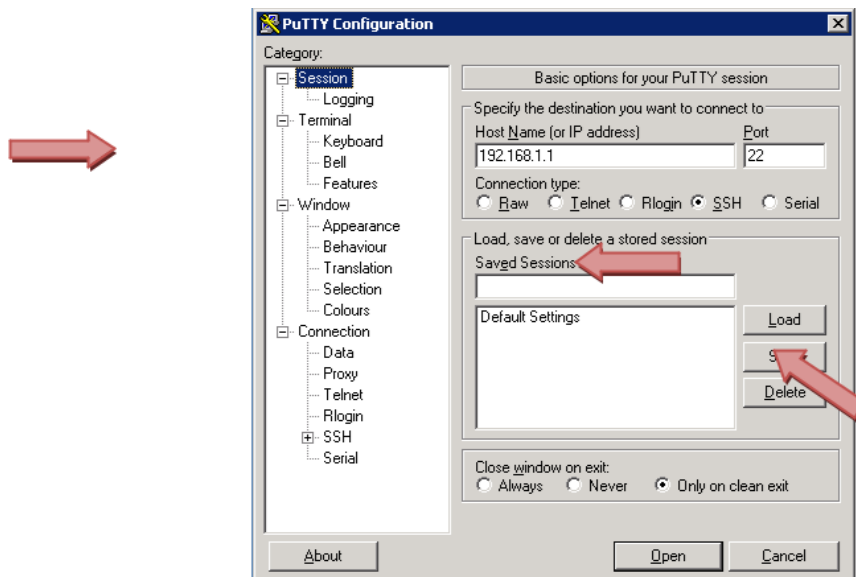 PuTTY Configuration
Category:
Session
Logging
Terminal
Keyboard
Bell
Features
Window
Appearance
Behaviour
Translation
Selection
Colours
Connection
Data
Proxy
Telnet
Rlogin
SSH
Serial
Basic options for your PuTTY session
Specify the destination you want to connect to
Host Name (or IP address) Port
192.168.1.1 22
Connection type:
Raw Telnet Rlogin SSH Serial
Load, save or delete a stored session
Saved Sessions
Default Settings
Load
Delete
Close window on exit:
Always Never Only on clean exit
About Open Cancel